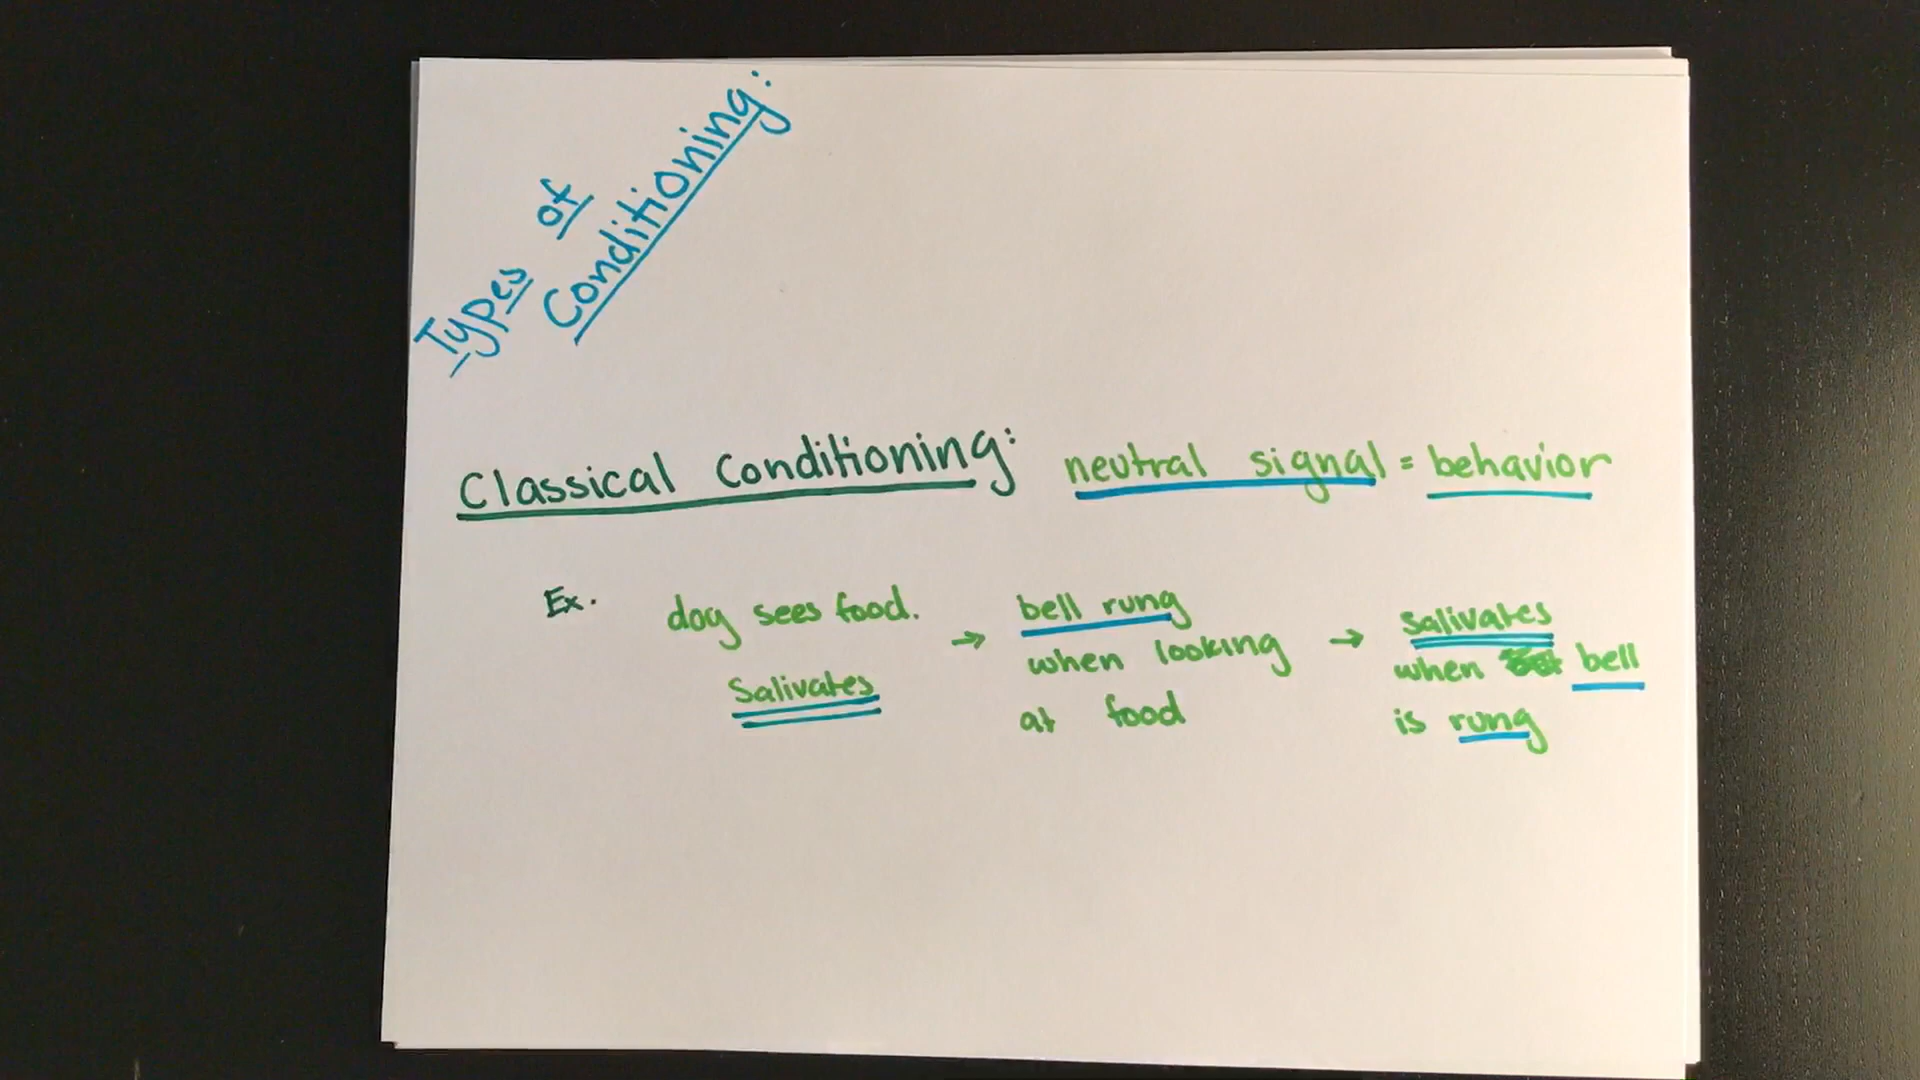 Types of
Conditioning:
Classical Conditioning: neutral signal = behavior
Ex. dog sees food.
Salivates
→ bell rung
when looking
at food
→ Salivates
when bell
is rung